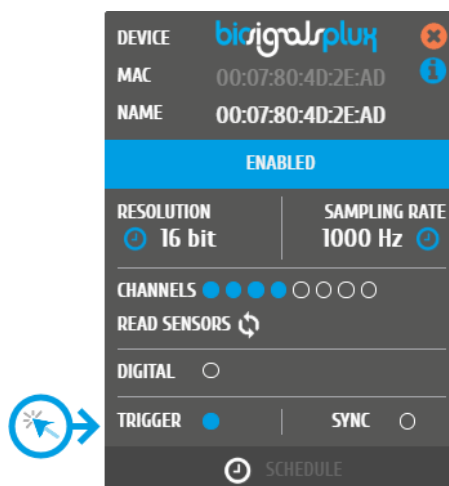 DEVICE biosignalsplux
MAC 00:07:80:4D:2E:AD
NAME 00:07:80:4D:2E:AD
ENABLED
RESOLUTION SAMPLING RATE
16 bit 1000 Hz
CHANNELS
READ SENSORS
DIGITAL
TRIGGER SYNC
SCHEDULE